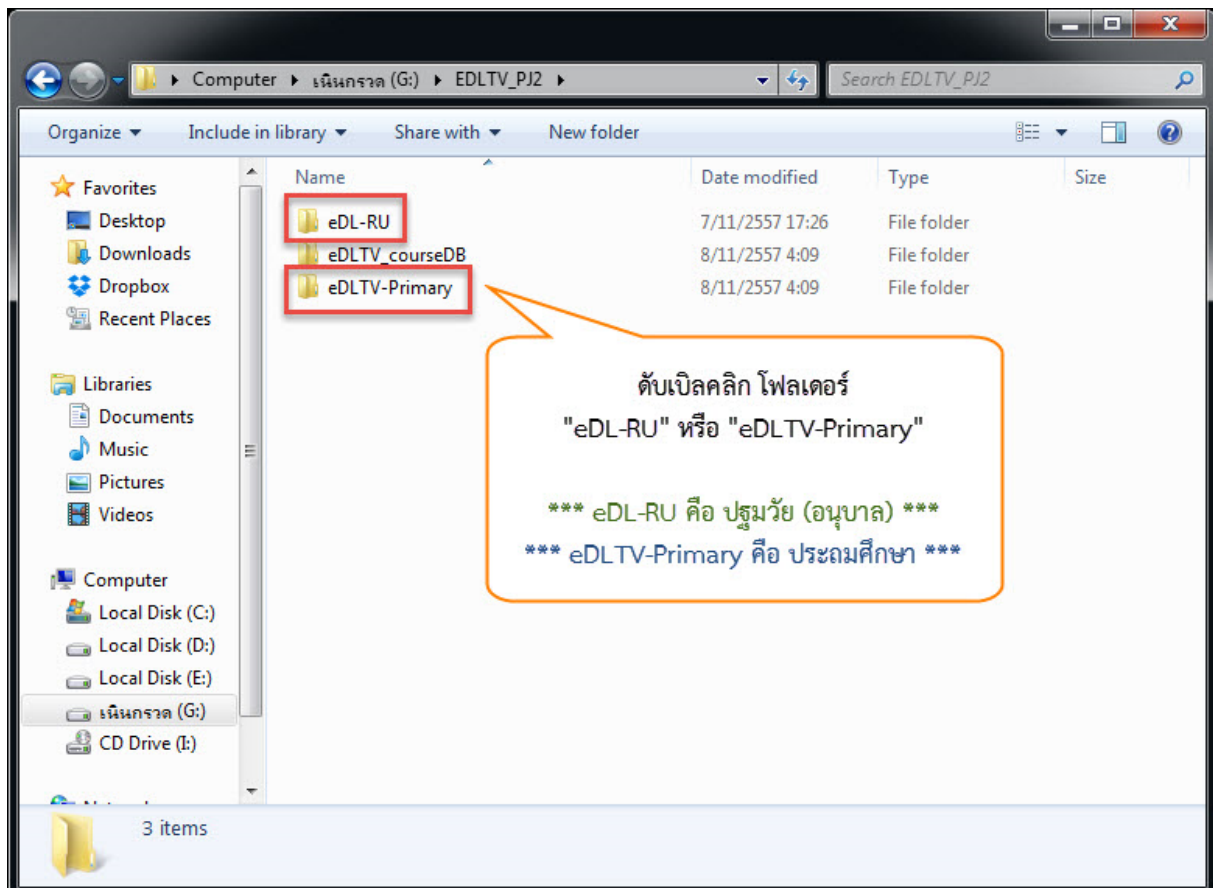 Computer ▸ เนินกรวด (G:) ▸ EDLTV_PJ2 ▸
Search EDLTV_PJ2
Organize Include in library Share with New folder
Name Date modified Type Size
Favorites
Desktop
Downloads
Dropbox
Recent Places
Libraries
Documents
Music
Pictures
Videos
Computer
Local Disk (C:)
Local Disk (D:)
Local Disk (E:)
เนินกรวด (G:)
CD Drive (I:)
eDL-RU 7/11/2557 17:26 File folder
eDLTV_courseDB 8/11/2557 4:09 File folder
eDLTV-Primary 8/11/2557 4:09 File folder
ดับเบิลคลิก โฟลเดอร์
"eDL-RU" หรือ "eDLTV-Primary"
*** eDL-RU คือ ปฐมวัย (อนุบาล) ***
*** eDLTV-Primary คือ ประถมศึกษา ***
3 items